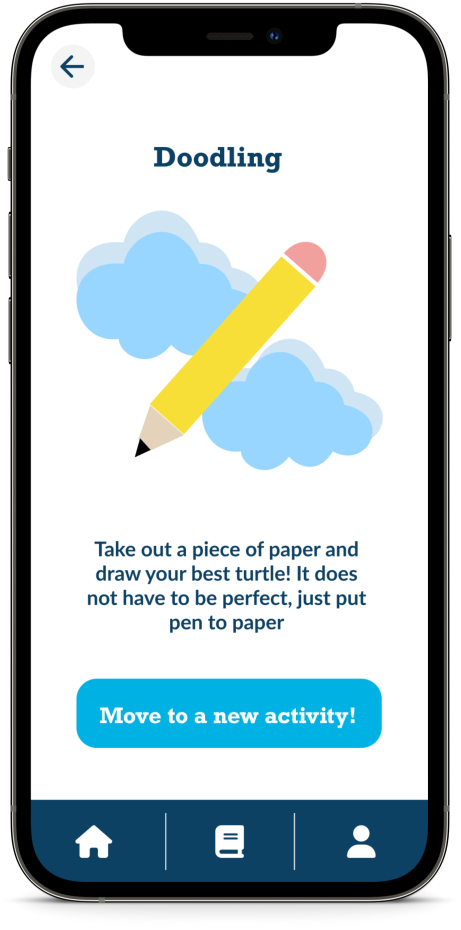 Doodling
Take out a piece of paper and
draw your best turtle! It does
not have to be perfect, just put
pen to paper
Move to a new activity!